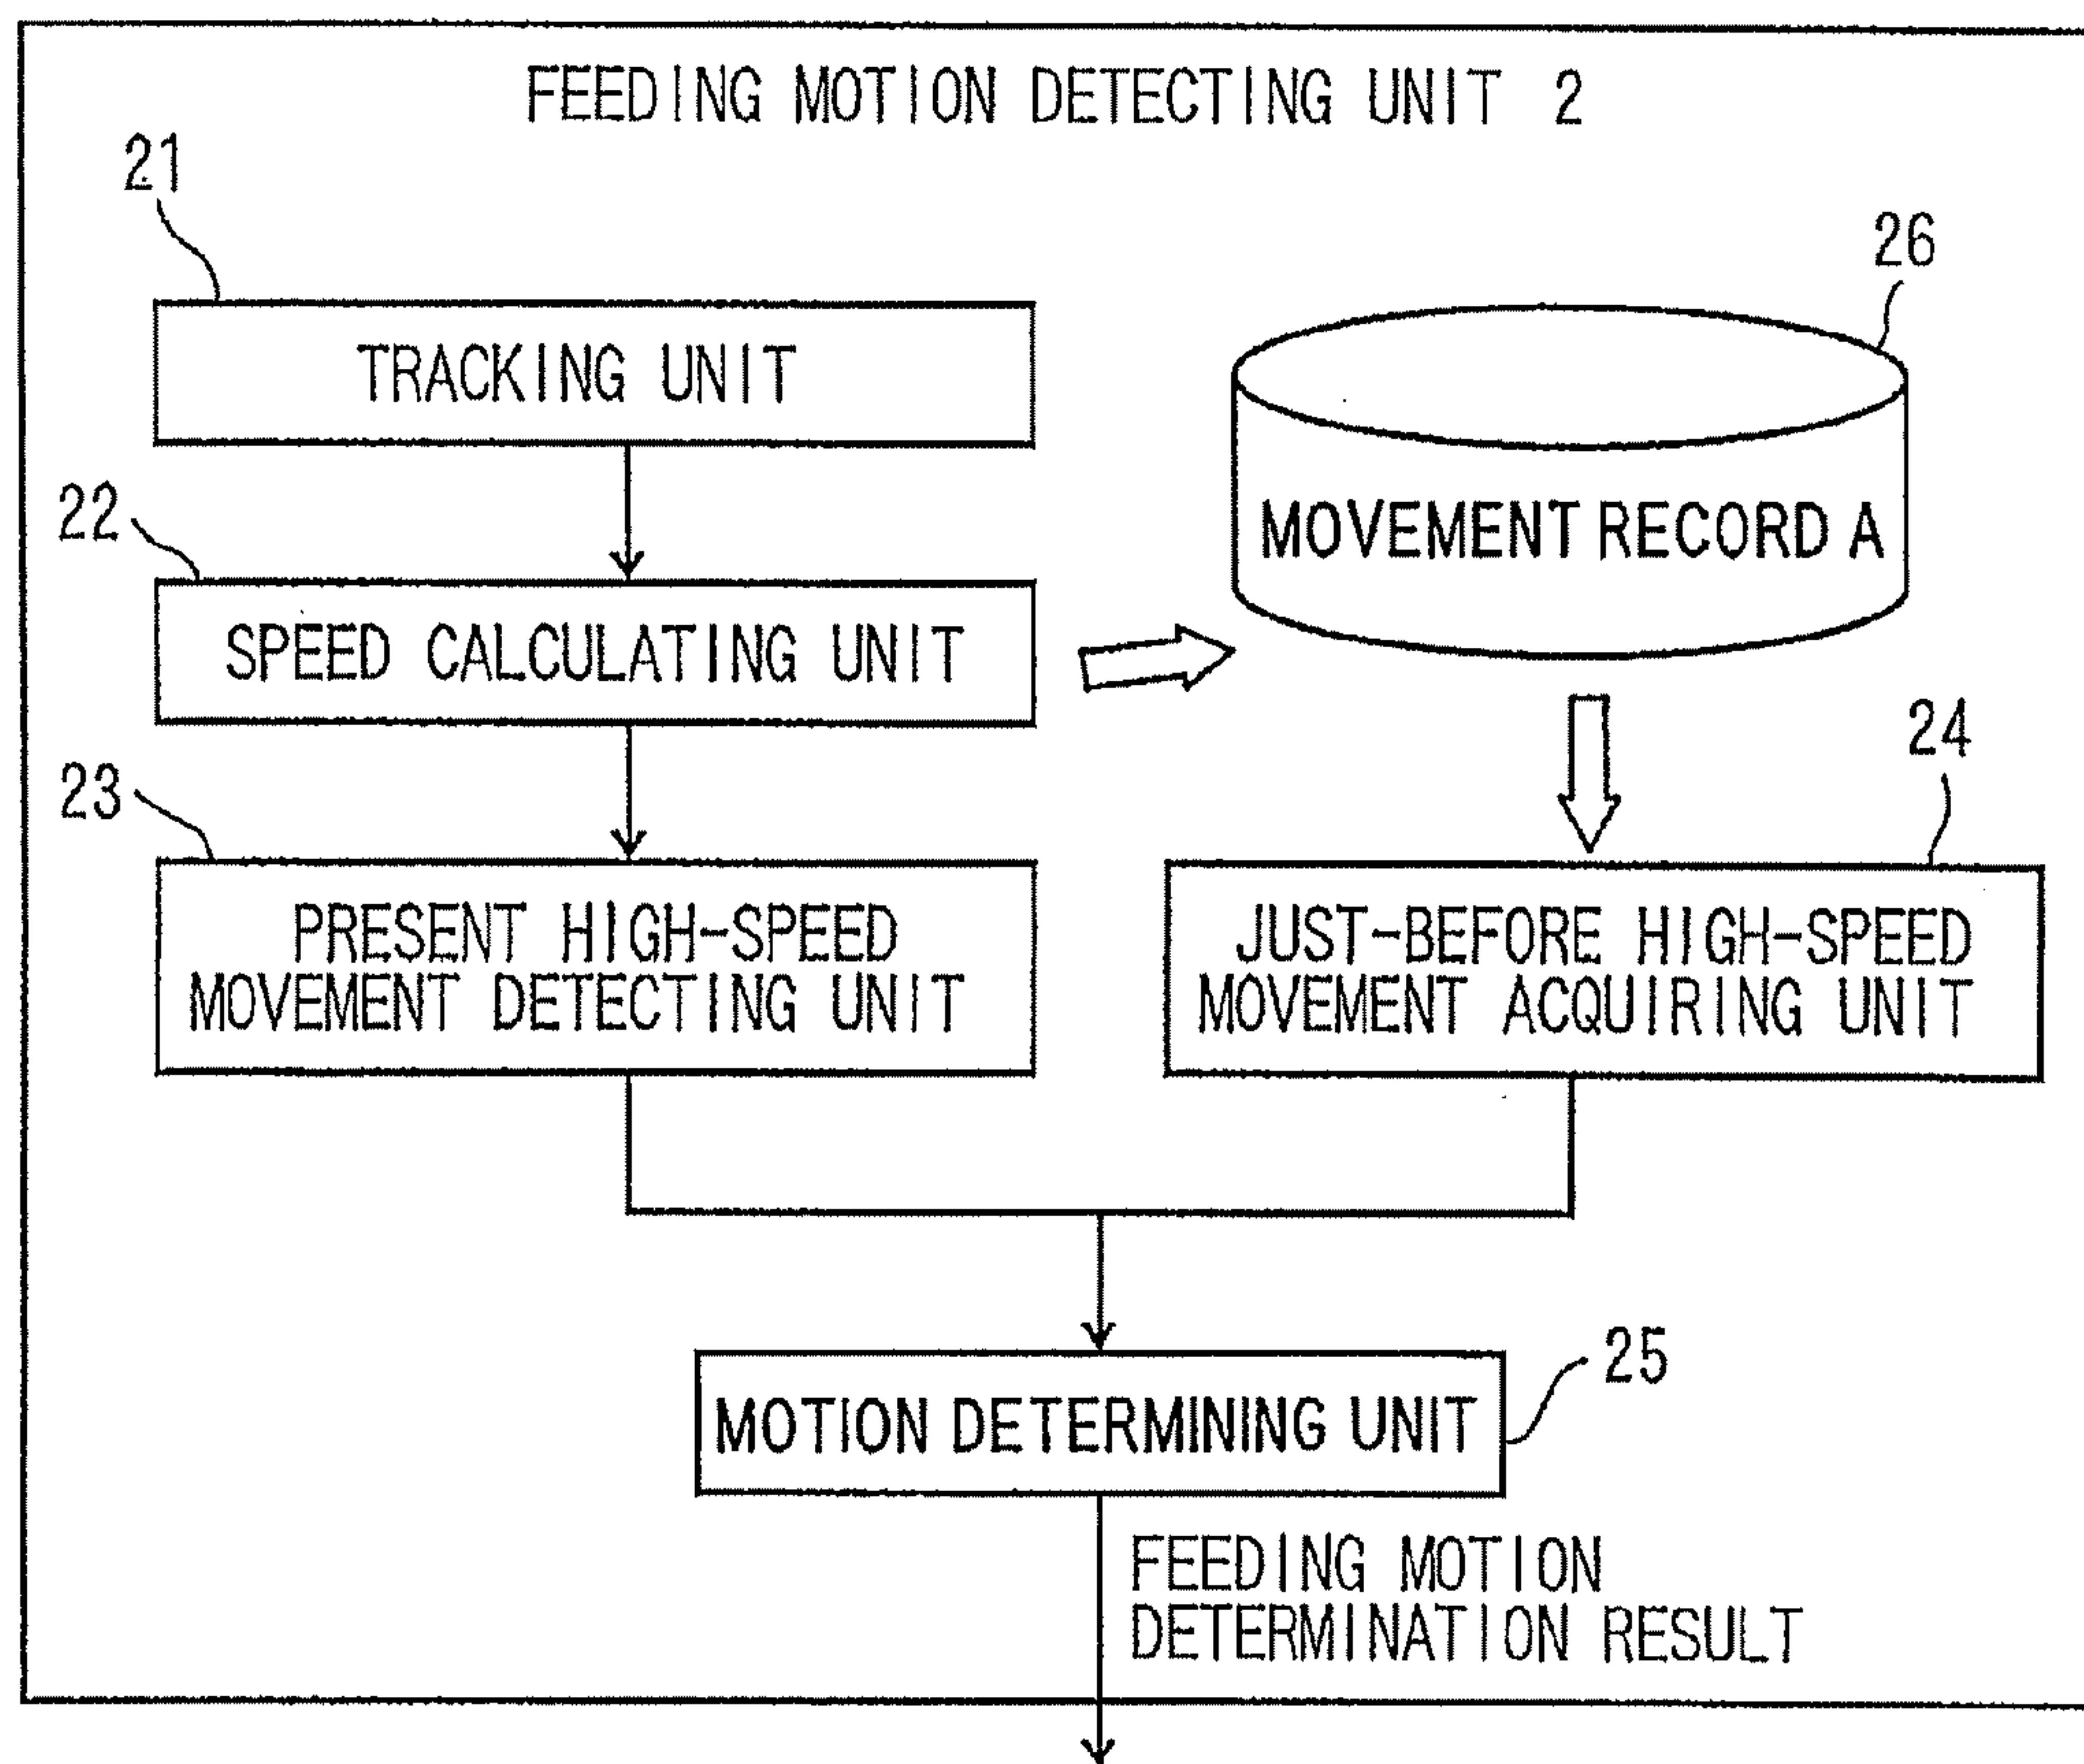 FEEDING MOTION DETECTING UNIT 2
21
TRACKING UNIT
26
MOVEMENT RECORD A
22
SPEED CALCULATING UNIT
23
PRESENT HIGH-SPEED
MOVEMENT DETECTING UNIT
24
JUST-BEFORE HIGH-SPEED
MOVEMENT ACQUIRING UNIT
MOTION DETERMINING UNIT
25
FEEDING MOTION
DETERMINATION RESULT